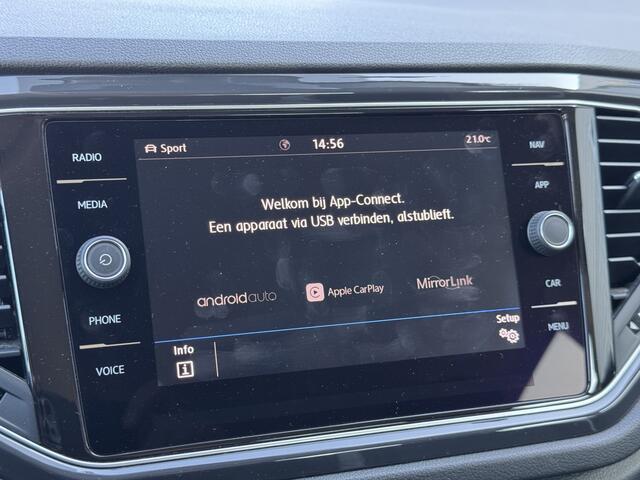 RADIO
MEDIA
PHONE
VOICE
Sport
14:56
21.0°C
Welkom bij App-Connect.
Een apparaat via USB verbinden, alstublieft.
androidauto
Apple CarPlay
MirrorLink
Info
Setup
NAV
APP
CAR
MENU